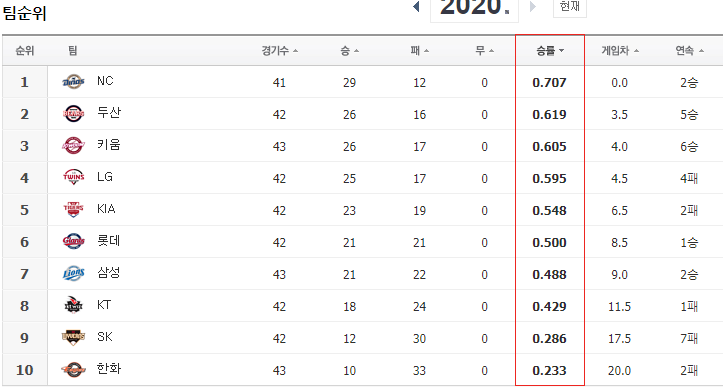 팀순위
2020.
현재
순위 팀 경기수 승 패 무 승률 게임차 연속
1 NC 41 29 12 0 0.707 0.0 2승
2 두산 42 26 16 0 0.619 3.5 5승
3 키움 43 26 17 0 0.605 4.0 6승
4 LG 42 25 17 0 0.595 4.5 4패
5 KIA 42 23 19 0 0.548 6.5 2패
6 롯데 42 21 21 0 0.500 8.5 1승
7 삼성 43 21 22 0 0.488 9.0 2승
8 KT 42 18 24 0 0.429 11.5 1패
9 SK 42 12 30 0 0.286 17.5 7패
10 한화 43 10 33 0 0.233 20.0 2패